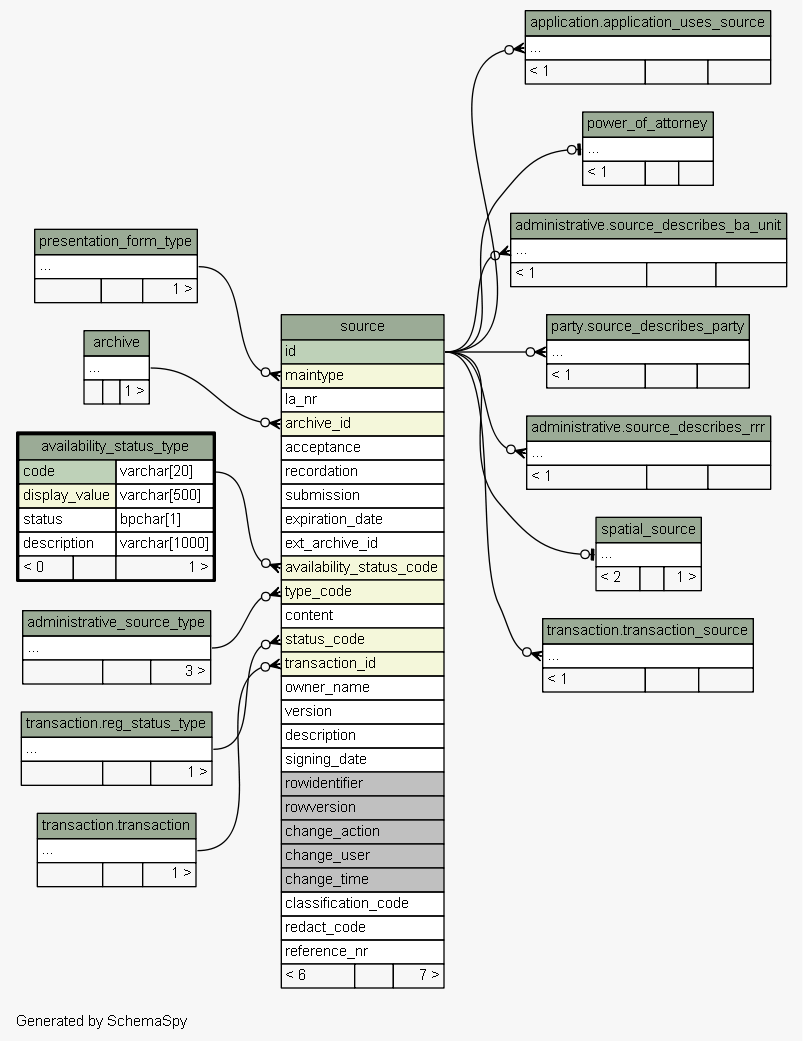 application.application_uses_source
...
< 1
power_of_attorney
...
< 1
administrative.source_describes_ba_unit
...
< 1
presentation_form_type
...
1 >
source
id
maintype
la_nr
archive_id
acceptance
recordation
submission
expiration_date
ext_archive_id
availability_status_code
type_code
content
status_code
transaction_id
owner_name
version
description
signing_date
rowidentifier
rowversion
change_action
change_user
change_time
classification_code
redact_code
reference_nr
< 6 7 >
party.source_describes_party
...
< 1
archive
...
1 >
administrative.source_describes_rrr
...
< 1
availability_status_type
code varchar[20]
display_value varchar[500]
status bpchar[1]
description varchar[1000]
< 0 1 >
spatial_source
...
< 2 1 >
administrative_source_type
...
3 >
transaction.transaction_source
...
< 1
transaction.reg_status_type
...
1 >
transaction.transaction
...
1 >
Generated by SchemaSpy